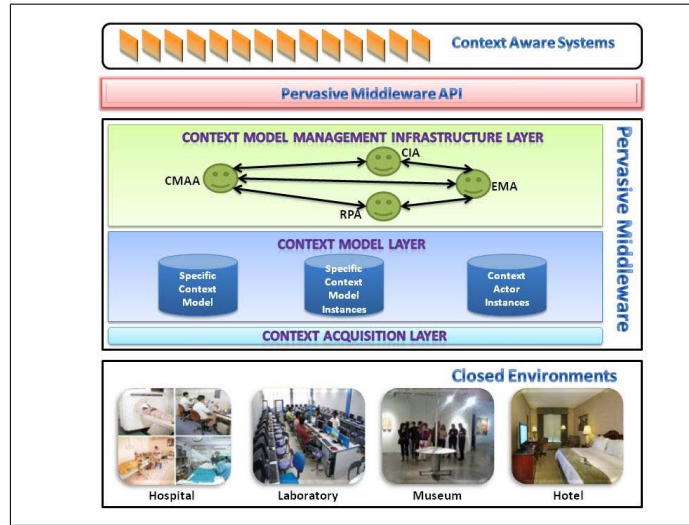 Context Aware Systems
Pervasive Middleware API
CONTEXT MODEL MANAGEMENT INFRASTRUCTURE LAYER
CIA
CMAA
EMA
RPA
Pervasive Middleware
CONTEXT MODEL LAYER
Specific
Context
Model
Specific
Context
Model
Instances
Context
Actor
Instances
CONTEXT ACQUISITION LAYER
Closed Environments
Hospital
Laboratory
Museum
Hotel